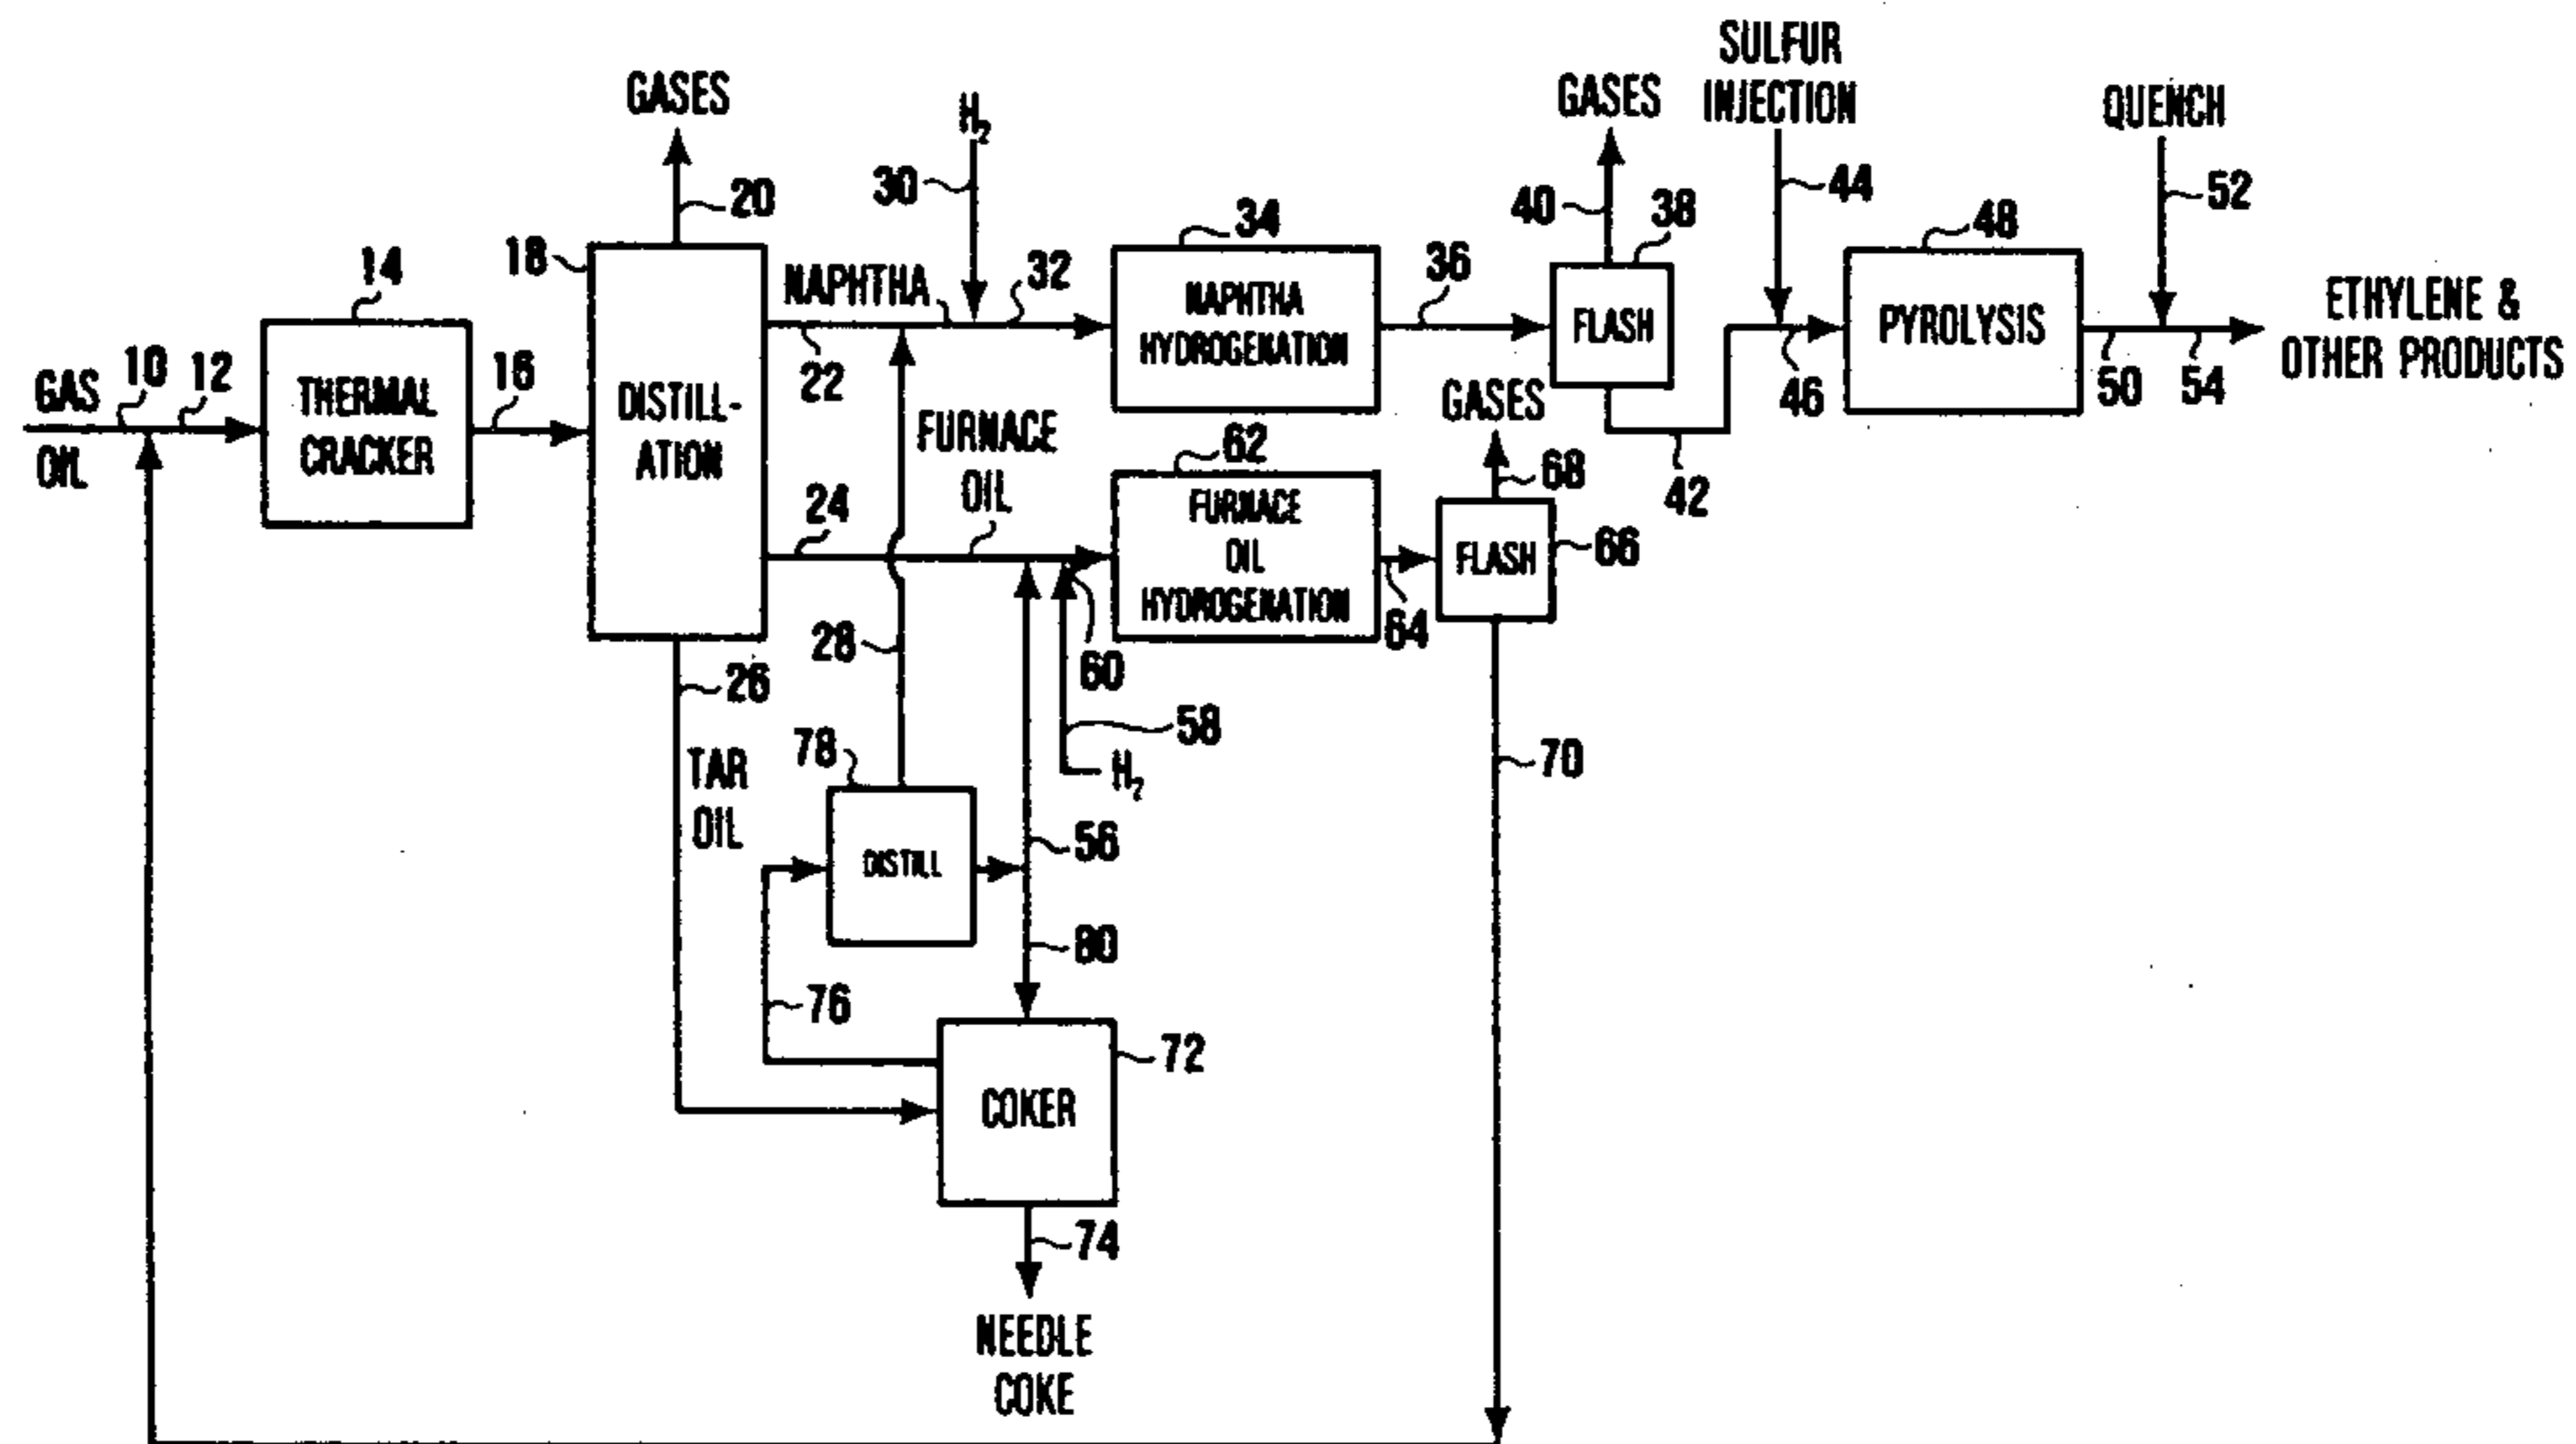 GASES
H2
GASES
SULFUR
INJECTION
QUENCH
30
44
52
20
40
38
34
48
18
14
NAPHTHA
32
36
NAPHTHA
HYDROGENATION
FLASH
PYROLYSIS
ETHYLENE &
OTHER PRODUCTS
GAS
OIL
10
12
THERMAL
CRACKER
16
DISTILL-
ATION
22
FURNACE
OIL
GASES
46
50
54
62
68
42
24
FURNACE
OIL
HYDROGENATION
FLASH
66
64
28
60
26
58
H2
78
70
TAR
OIL
DISTILL
56
80
76
72
COKER
74
NEEDLE
COKE